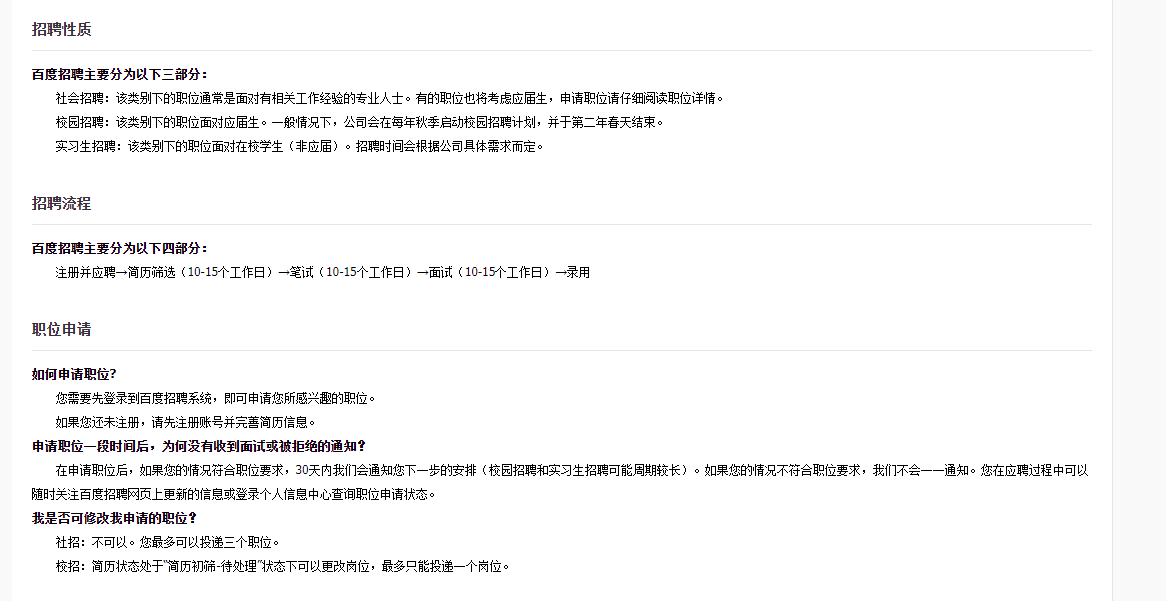 招聘性质
百度招聘主要分为以下三部分：
社会招聘：该类别下的职位通常是面对有相关工作经验的专业人士。有的职位也将考虑应届生，申请职位请仔细阅读职位详情。
校园招聘：该类别下的职位面对应届生。一般情况下，公司会在每年秋季启动校园招聘计划，并于第二年春天结束。
实习生招聘：该类别下的职位面对在校学生（非应届）。招聘时间会根据公司具体需求而定。
招聘流程
百度招聘主要分为以下四部分：
注册并应聘→简历筛选（10-15个工作日）→笔试（10-15个工作日）→面试（10-15个工作日）→录用
职位申请
如何申请职位?
您需要先登录到百度招聘系统，即可申请您所感兴趣的职位。
如果您还未注册，请先注册账号并完善简历信息。
申请职位一段时间后，为何没有收到面试或被拒绝的通知？
在申请职位后，如果您的情况符合职位要求，30天内我们会通知您下一步的安排（校园招聘和实习生招聘可能周期较长）。如果您的情况不符合职位要求，我们不会一一通知。您在应聘过程中可以
随时关注百度招聘网页上更新的信息或登录个人信息中心查询职位申请状态。
我是否可修改我申请的职位？
社招：不可以。您最多可以投递三个职位。
校招：简历状态处于"简历初筛-待处理"状态下可以更改岗位，最多只能投递一个岗位。